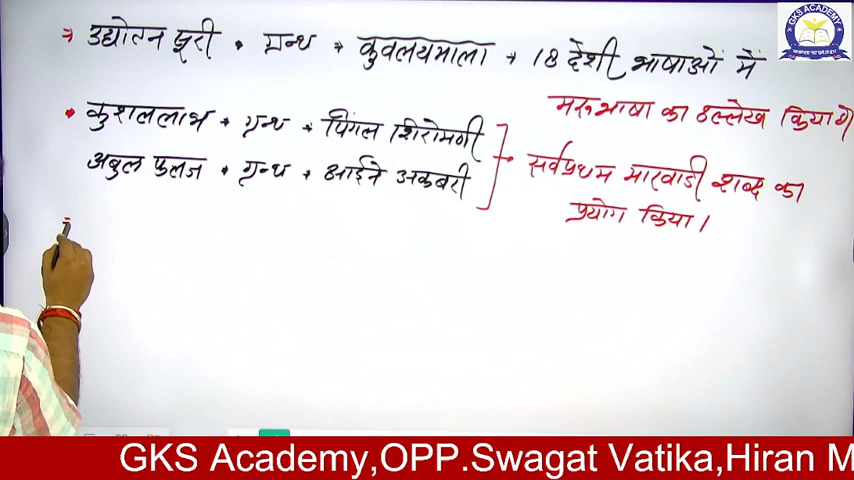 GKS ACADEMY
⇒ उद्योतन सूरी • ग्रन्थ • कुवलयमाला → 18 देशी भाषाओं में
मरुभाषा का उल्लेख किया गे
• कुशललाभ • ग्रन्थ • पिंगल शिरोमणी
अबुल फजल • ग्रन्थ • आईने अकबरी
सर्वप्रथम मारवाडी शब्द का
प्रयोग किया।
GKS Academy,OPP.Swagat Vatika,Hiran M